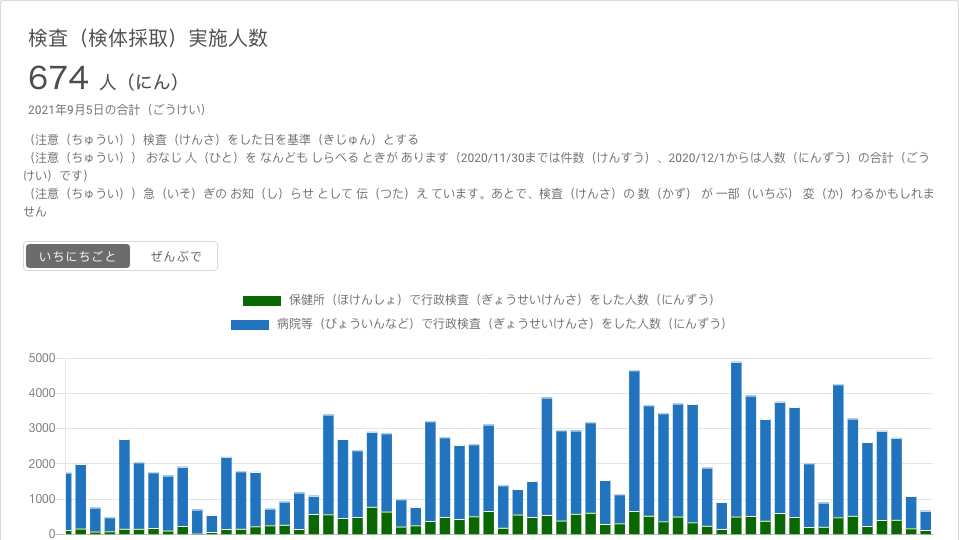 検査（検体採取）実施人数
674 人（にん）
2021年9月5日の合計（ごうけい）
（注意（ちゅうい））検査（けんさ）をした日を基準（きじゅん）とする
（注意（ちゅうい）） おなじ 人（ひと）を なんども しらべる ときが あります（2020/11/30までは件数（けんすう）、2020/12/1からは人数（にんずう）の合計（ごう
けい）です）
（注意（ちゅうい））急（いそ）ぎの お知（し）らせ として 伝（つた）え ています。あとで、検査（けんさ）の 数（かず） が 一部（いちぶ） 変（か）わるかもしれま
せん
いちにちごと ぜんぶで
保健所（ほけんしょ）で行政検査（ぎょうせいけんさ）をした人数（にんずう）
病院等（びょういんなど）で行政検査（ぎょうせいけんさ）をした人数（にんずう）
5000
4000
3000
2000
1000
0